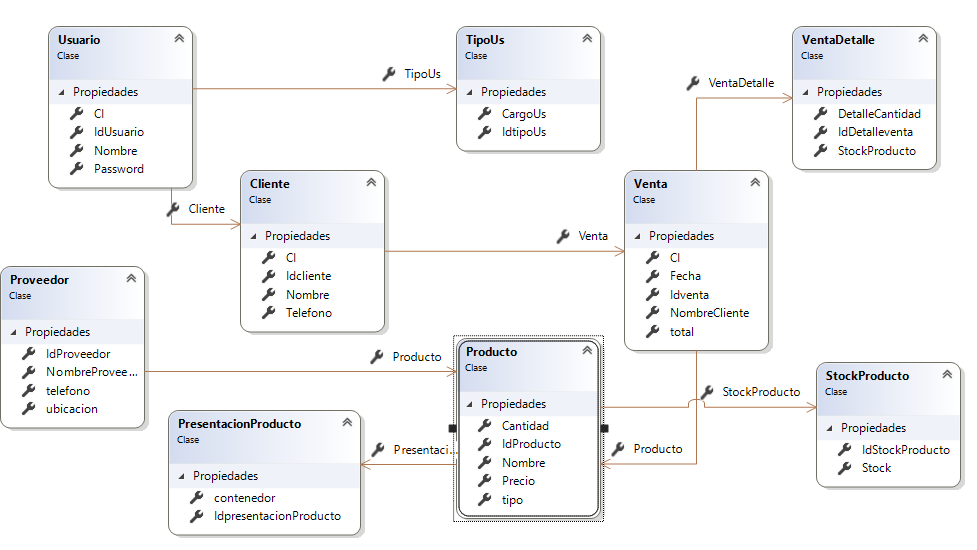 Usuario
Clase
Propiedades
CI
IdUsuario
Nombre
Password
TipoUs
TipoUs
Clase
Propiedades
CargoUs
IdtipoUs
VentaDetalle
VentaDetalle
Clase
Propiedades
DetalleCantidad
IdDetalleventa
StockProducto
Cliente
Cliente
Clase
Propiedades
CI
Idcliente
Nombre
Telefono
Venta
Venta
Clase
Propiedades
CI
Fecha
Idventa
NombreCliente
total
Proveedor
Clase
Propiedades
IdProveedor
NombreProvee...
telefono
ubicacion
Producto
Producto
Clase
Propiedades
Cantidad
IdProducto
Nombre
Precio
tipo
StockProducto
StockProducto
Clase
Propiedades
IdStockProducto
Stock
Producto
Presentaci...
PresentacionProducto
Clase
Propiedades
contenedor
IdpresentacionProducto